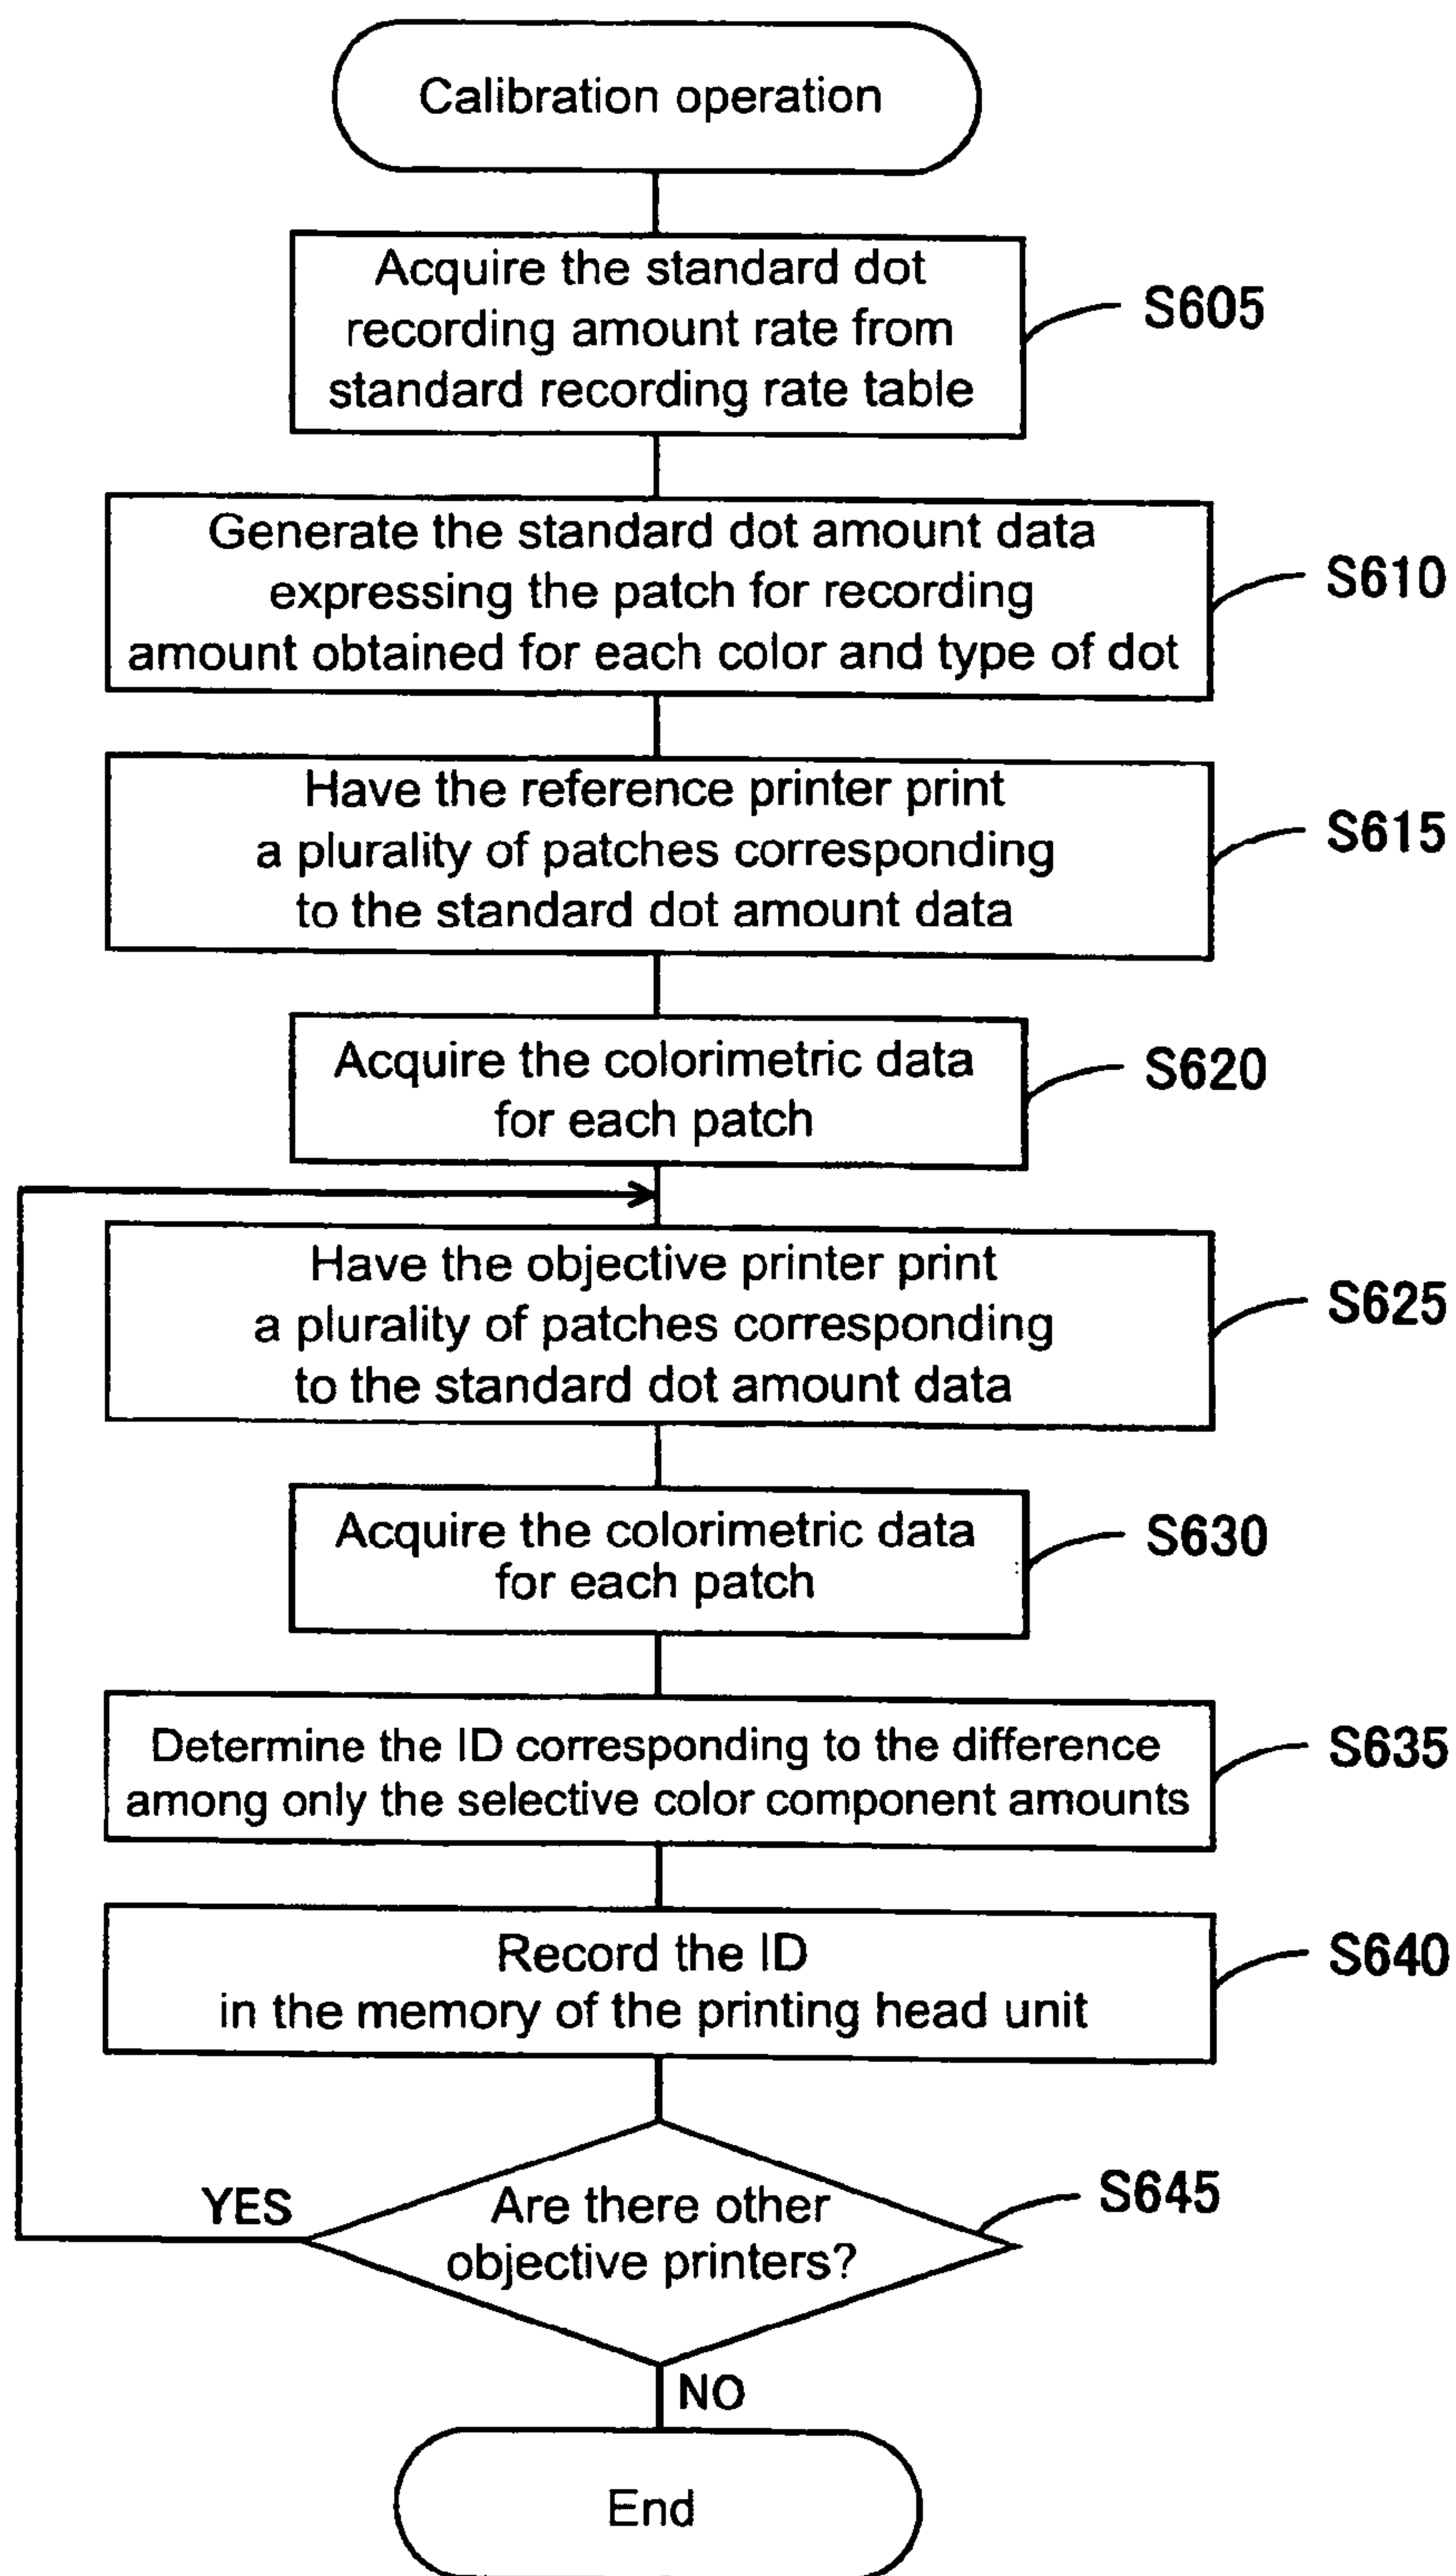 Calibration operation
Acquire the standard dot
recording amount rate from
standard recording rate table
S605
Generate the standard dot amount data
expressing the patch for recording
amount obtained for each color and type of dot
S610
Have the reference printer print
a plurality of patches corresponding
to the standard dot amount data
S615
Acquire the colorimetric data
for each patch
S620
Have the objective printer print
a plurality of patches corresponding
to the standard dot amount data
S625
Acquire the colorimetric data
for each patch
S630
Determine the ID corresponding to the difference
among only the selective color component amounts
S635
Record the ID
in the memory of the printing head unit
S640
Are there other
objective printers?
S645
YES
NO
End